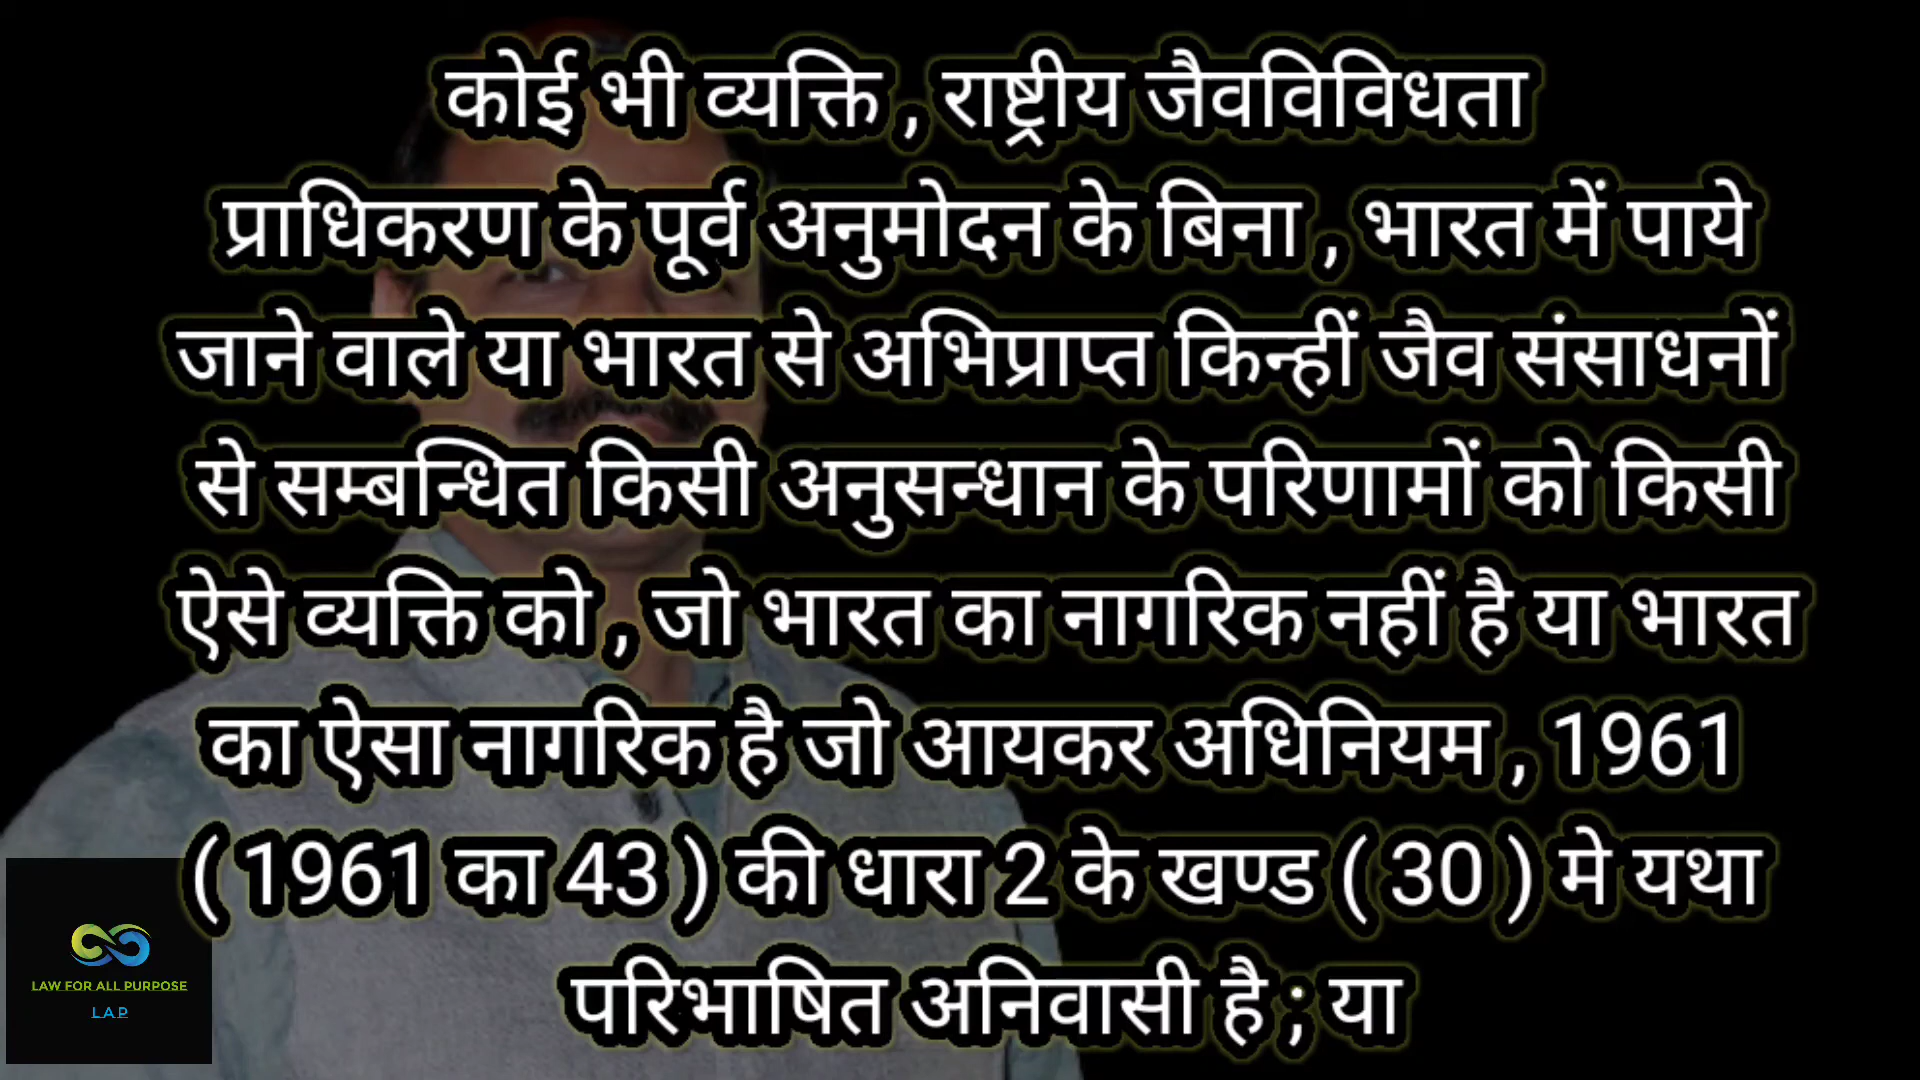 कोई भी व्यक्ति , राष्ट्रीय जैवविविधता
प्राधिकरण के पूर्व अनुमोदन के बिना , भारत में पाये
जाने वाले या भारत से अभिप्राप्त किन्हीं जैव संसाधनों
से सम्बन्धित किसी अनुसन्धान के परिणामों को किसी
ऐसे व्यक्ति को , जो भारत का नागरिक नहीं है या भारत
का ऐसा नागरिक है जो आयकर अधिनियम , 1961
( 1961 का 43 ) की धारा 2 के खण्ड ( 30 ) मे यथा
परिभाषित अनिवासी है ; या
LAW FOR ALL PURPOSE
L.A.P